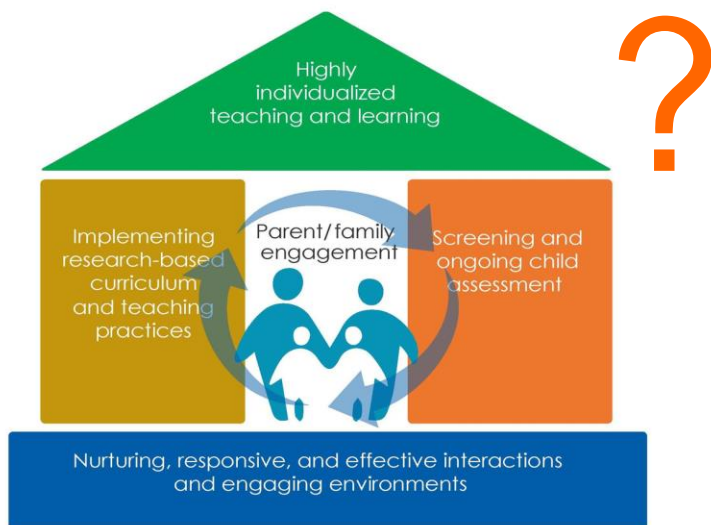 ?
Highly
individualized
teaching and learning
Implementing
research-based
curriculum
and teaching
practices
Parent/family
engagement
Screening and
ongoing child
assessment
Nurturing, responsive, and effective interactions
and engaging environments